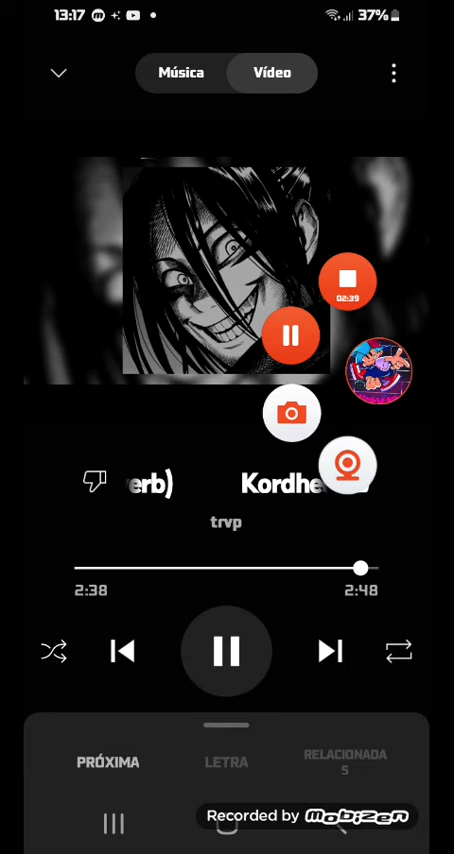 13:17
37%
Música
Vídeo
02:39
erb)
trvp
2:38
2:48
PRÓXIMA
LETRA
RELACIONADA
S
Recorded by mobizen